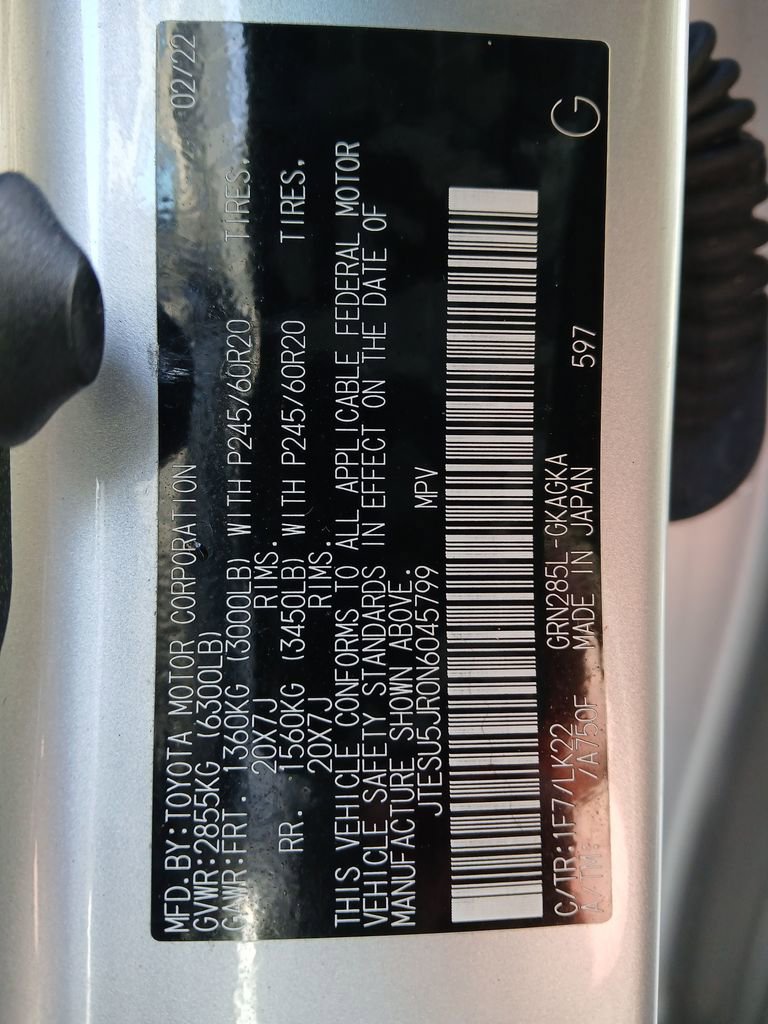 MFD.BY:TOYOTA MOTOR CORPORATION 02/22
GVWR:2855KG (6300LB)
GAWR:FRT. 1360KG (3000LB) WITH P245/60R20 TIRES,
20X7J RIMS.
RR. 1560KG (3450LB) WITH P245/60R20 TIRES,
20X7J RIMS.
THIS VEHICLE CONFORMS TO ALL APPLICABLE FEDERAL MOTOR
VEHICLE SAFETY STANDARDS IN EFFECT ON THE DATE OF
MANUFACTURE SHOWN ABOVE.
JTESU5JR0N6045799 MPV
C/TR:1F7/LK22 GRN285L-GKAGKA G
A/TM: /A750F MADE IN JAPAN 597